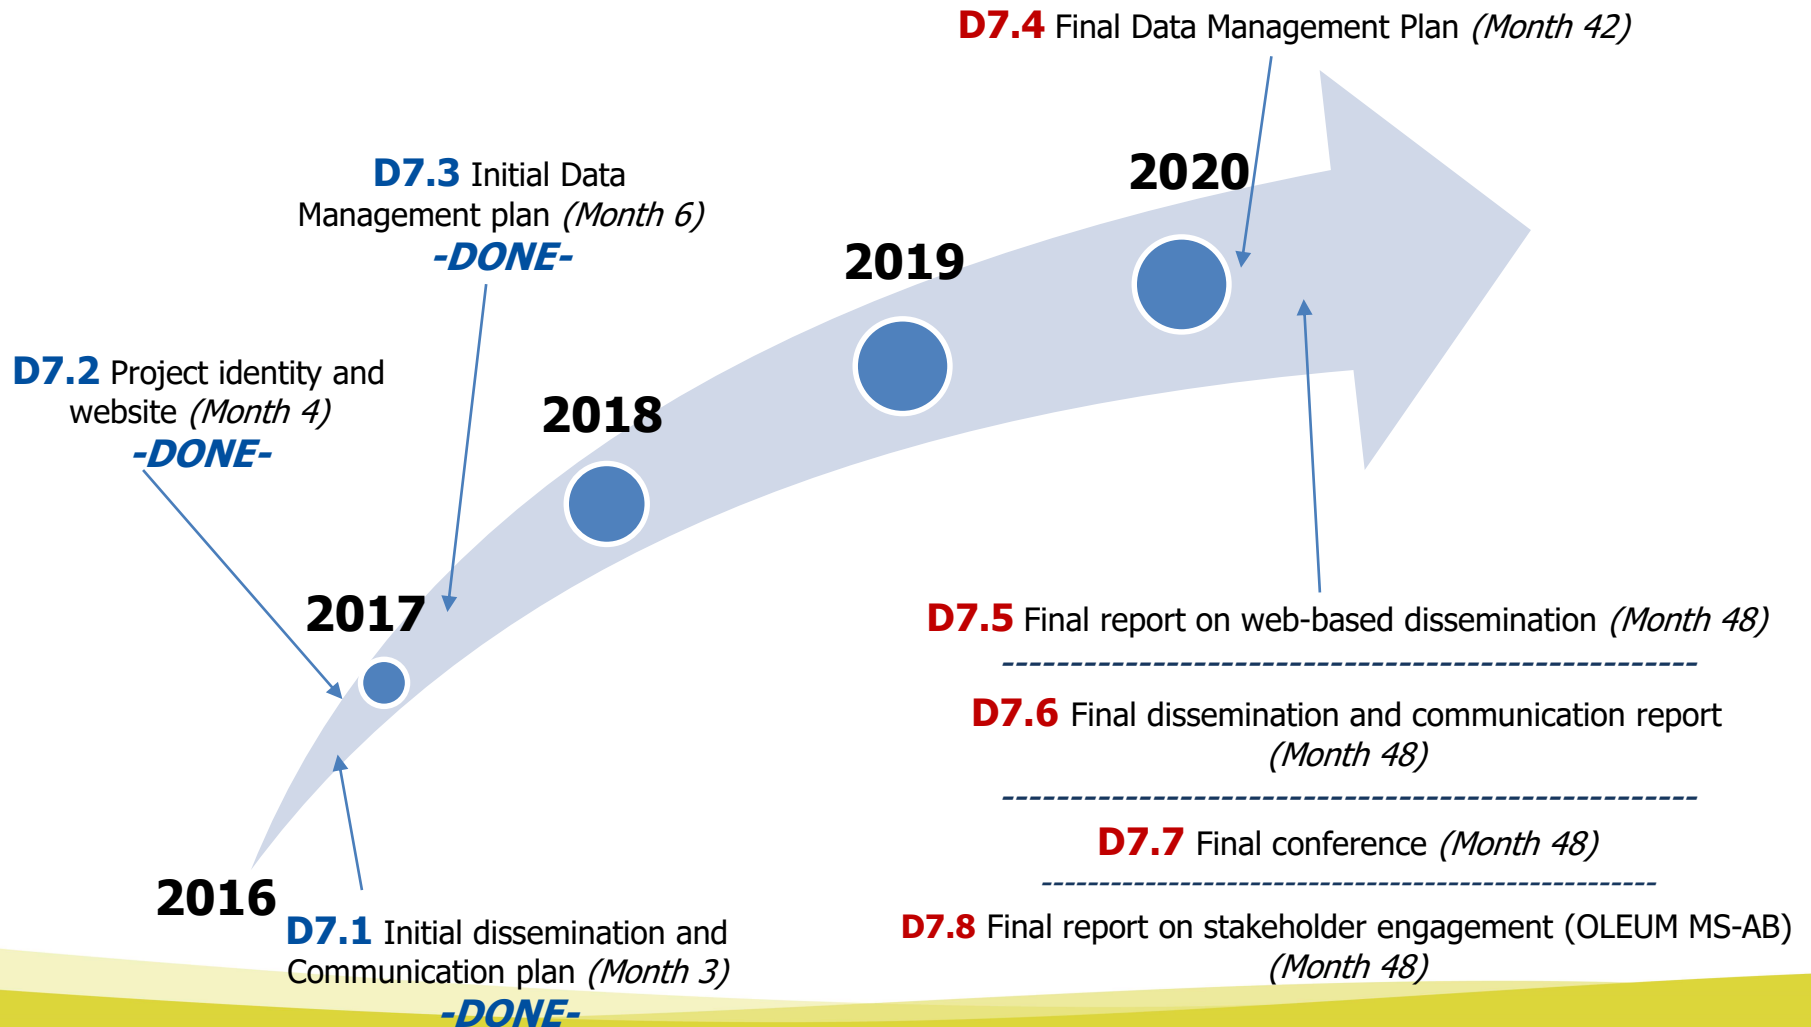 D7.4 Final Data Management Plan (Month 42)
2020
D7.3 Initial Data
Management plan (Month 6)
-DONE-
2019
D7.2 Project identity and
website (Month 4)
-DONE-
2018
2017
D7.5 Final report on web-based dissemination (Month 48)
D7.6 Final dissemination and communication report
(Month 48)
D7.7 Final conference (Month 48)
2016
D7.1 Initial dissemination and
Communication plan (Month 3)
-DONE-
D7.8 Final report on stakeholder engagement (OLEUM MS-AB)
(Month 48)